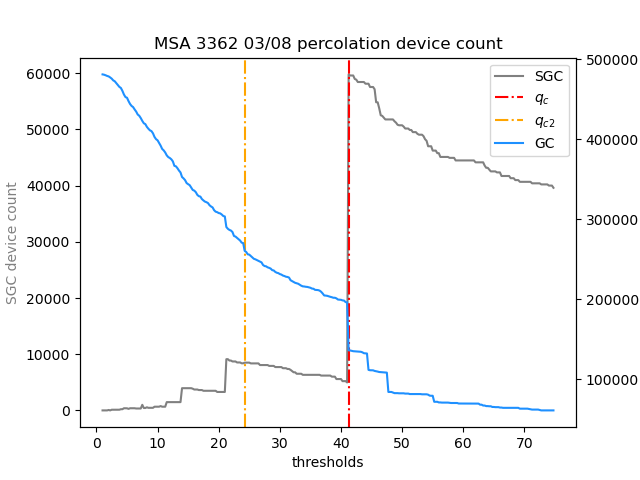 MSA 3362 03/08 percolation device count
SGC device count
60000
50000
40000
30000
20000
10000
0
500000
400000
300000
200000
100000
SGC
q_c
q_{c2}
GC
0 10 20 30 40 50 60 70
thresholds